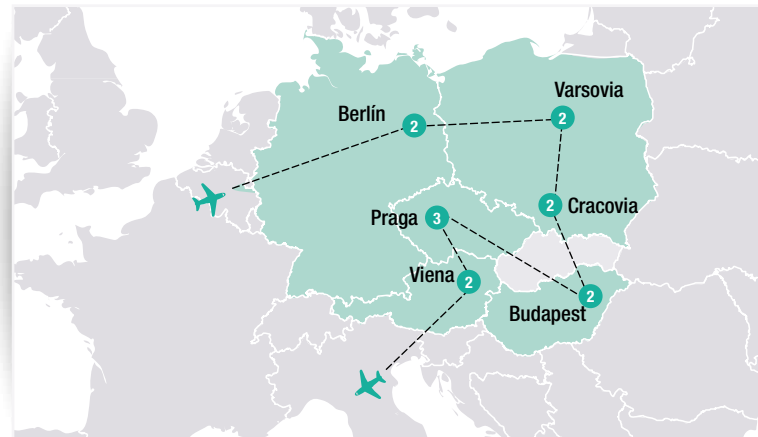 Varsovia
Berlín
2
2
2
Cracovia
Praga
3
Viena
2
2
Budapest